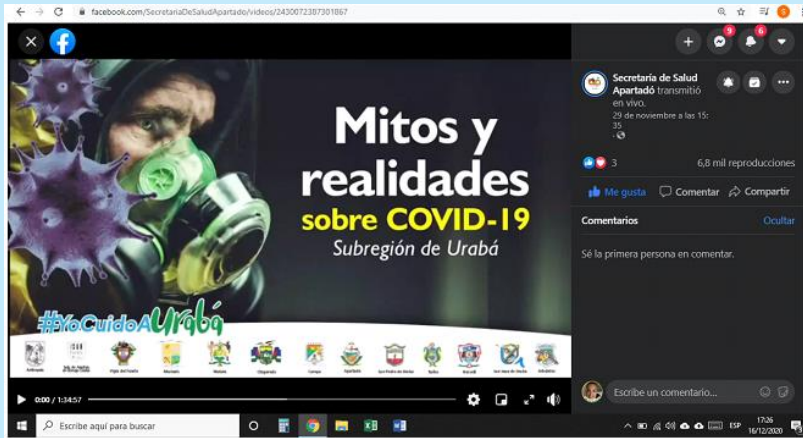 facebook.com/SecretariaDeSaludApartado/videos/2430072387301867
9
6
Mitos y
realidades
sobre COVID-19
Subregión de Urabá
#YoCuidoAUrabá
Secretaría de Salud
Apartadó transmitió
en vivo.
29 de noviembre a las 15:
35
3
6,8 mil reproducciones
Me gusta
Comentar
Compartir
Comentarios
Ocultar
Sé la primera persona en comentar.
Escribe un comentario...
0:00 / 1:34:57
Escribe aquí para buscar
ESP
17:26
16/12/2020